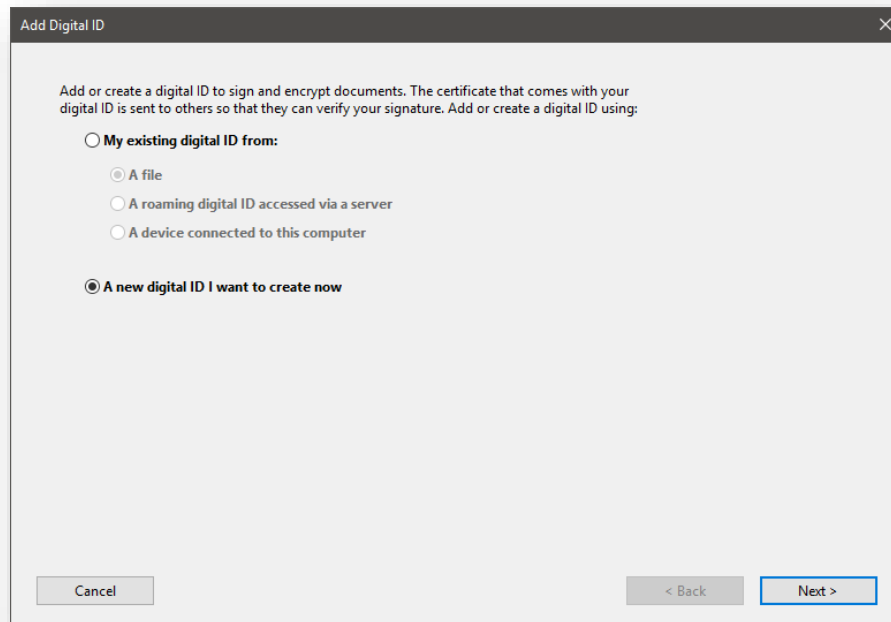 Add Digital ID
Add or create a digital ID to sign and encrypt documents. The certificate that comes with your
digital ID is sent to others so that they can verify your signature. Add or create a digital ID using:
My existing digital ID from:
A file
A roaming digital ID accessed via a server
A device connected to this computer
A new digital ID I want to create now
Cancel
< Back
Next >